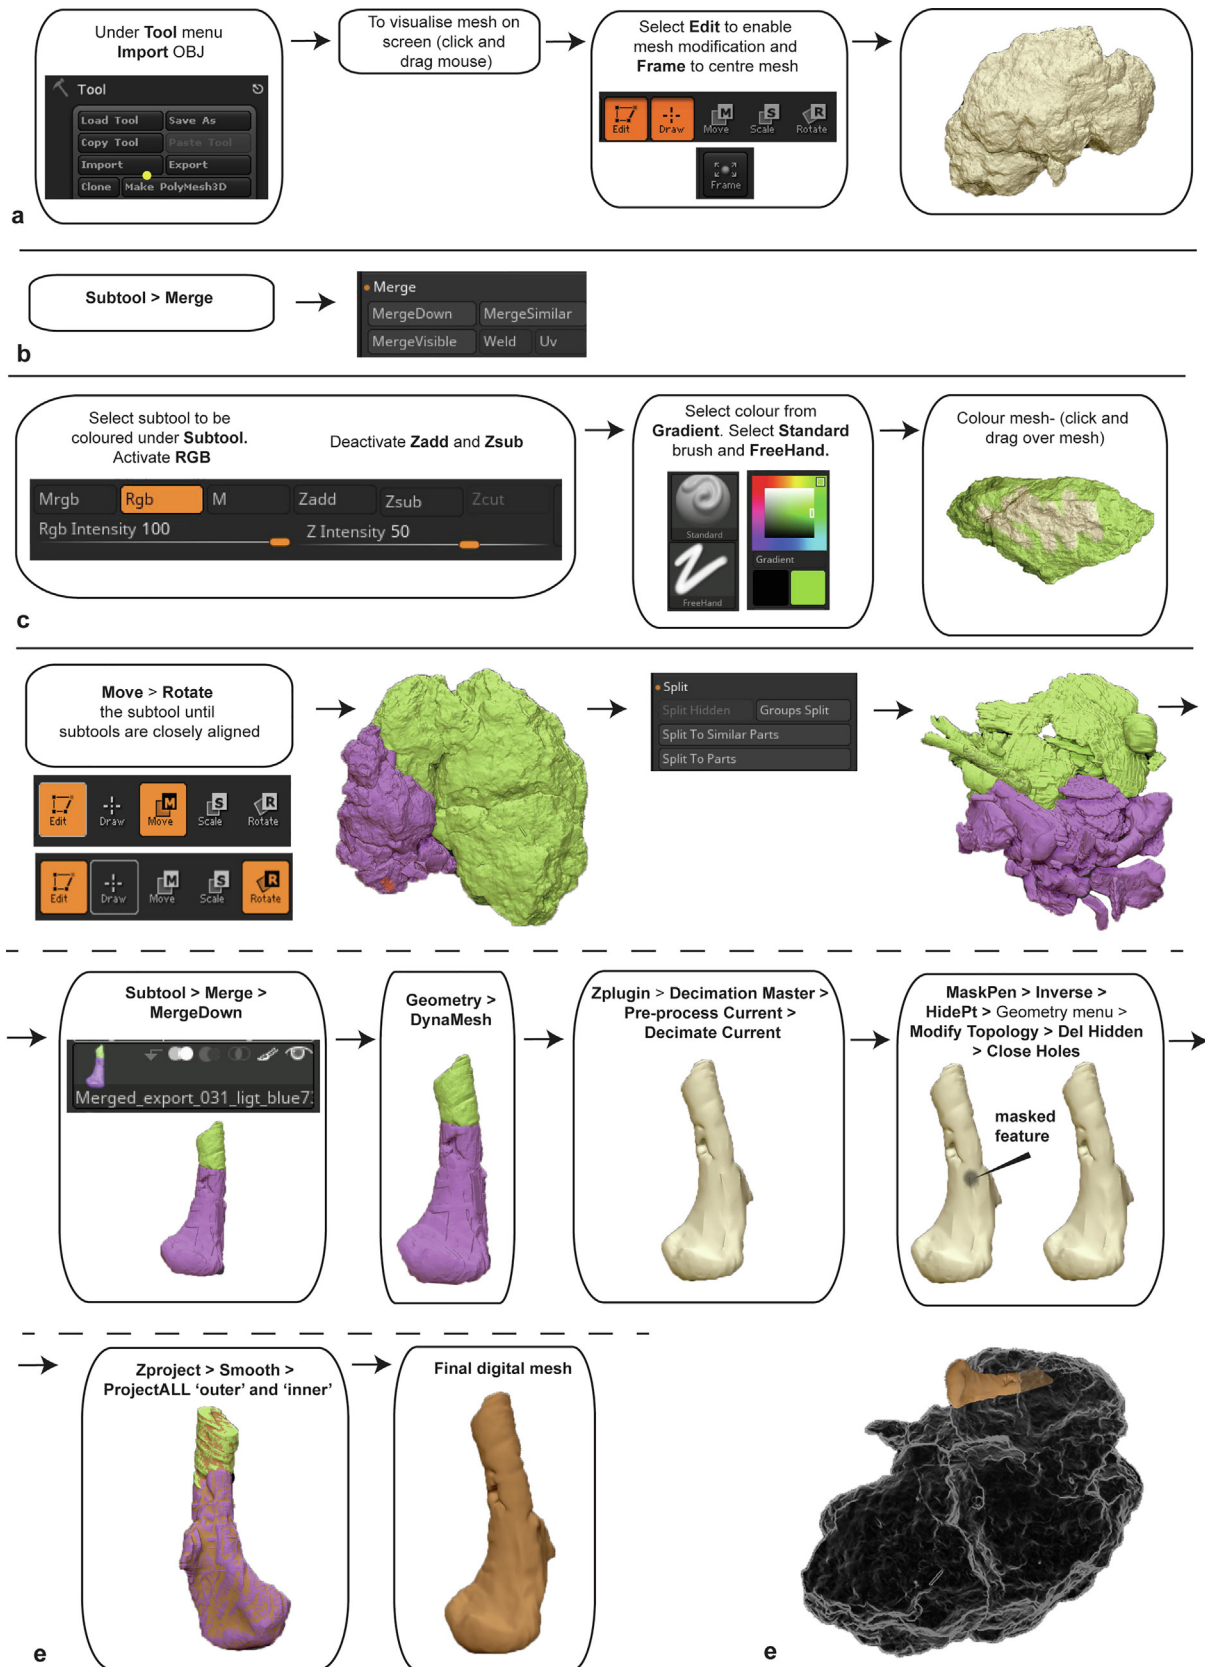 Under Tool menu
Import OBJ
Tool
Load Tool Save As
Copy Tool Paste Tool
Import Export
Clone Make PolyMesh3D
To visualise mesh on
screen (click and
drag mouse)
Select Edit to enable
mesh modification and
Frame to centre mesh
Edit Draw Move Scale Rotate
M S R
Frame
a
Subtool > Merge
Merge
MergeDown MergeSimilar
MergeVisible Weld Uv
b
Select subtool to be
coloured under Subtool.
Activate RGB
Deactivate Zadd and Zsub
Mrgb Rgb M Zadd Zsub Zcut
Rgb Intensity 100 Z Intensity 50
Select colour from
Gradient. Select Standard
brush and FreeHand.
Standard
FreeHand
Gradient
Colour mesh- (click and
drag over mesh)
c
Move > Rotate
the subtool until
subtools are closely aligned
M S R
Edit Draw Move Scale Rotate
M S R
Edit Draw Move Scale Rotate
Split
Split Hidden Groups Split
Split To Similar Parts
Split To Parts
Subtool > Merge >
MergeDown
Merged_export_031_ligt_blue7
Geometry >
DynaMesh
Zplugin > Decimation Master >
Pre-process Current >
Decimate Current
MaskPen > Inverse >
HidePt > Geometry menu >
Modify Topology > Del Hidden
> Close Holes
masked
feature
Zproject > Smooth >
ProjectALL ‘outer’ and ‘inner’
Final digital mesh
e
e